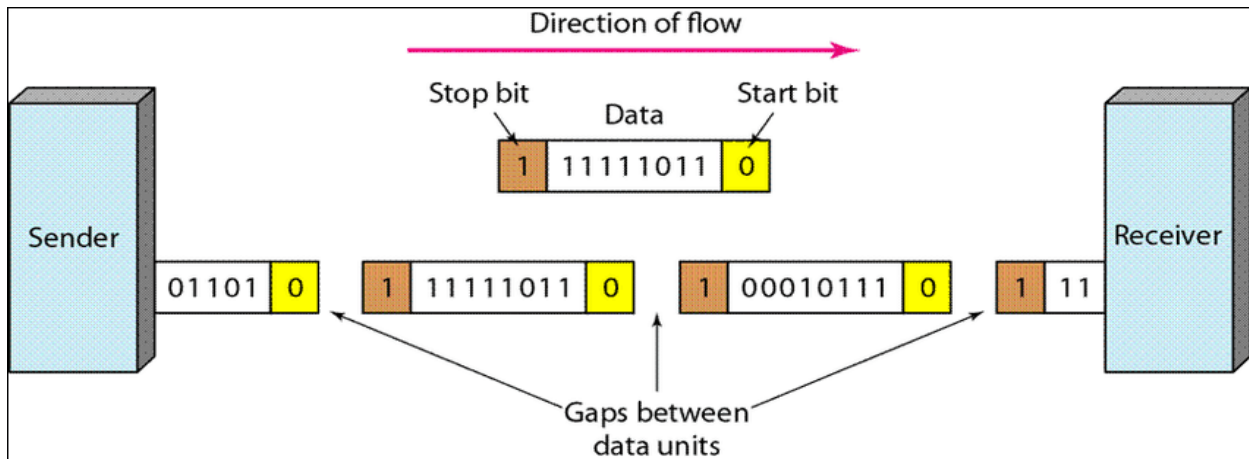 Direction of flow
Stop bit
Start bit
Data
1 11111011 0
Sender
Receiver
01101 0
1 11111011 0
1 00010111 0
1 11
Gaps between
data units